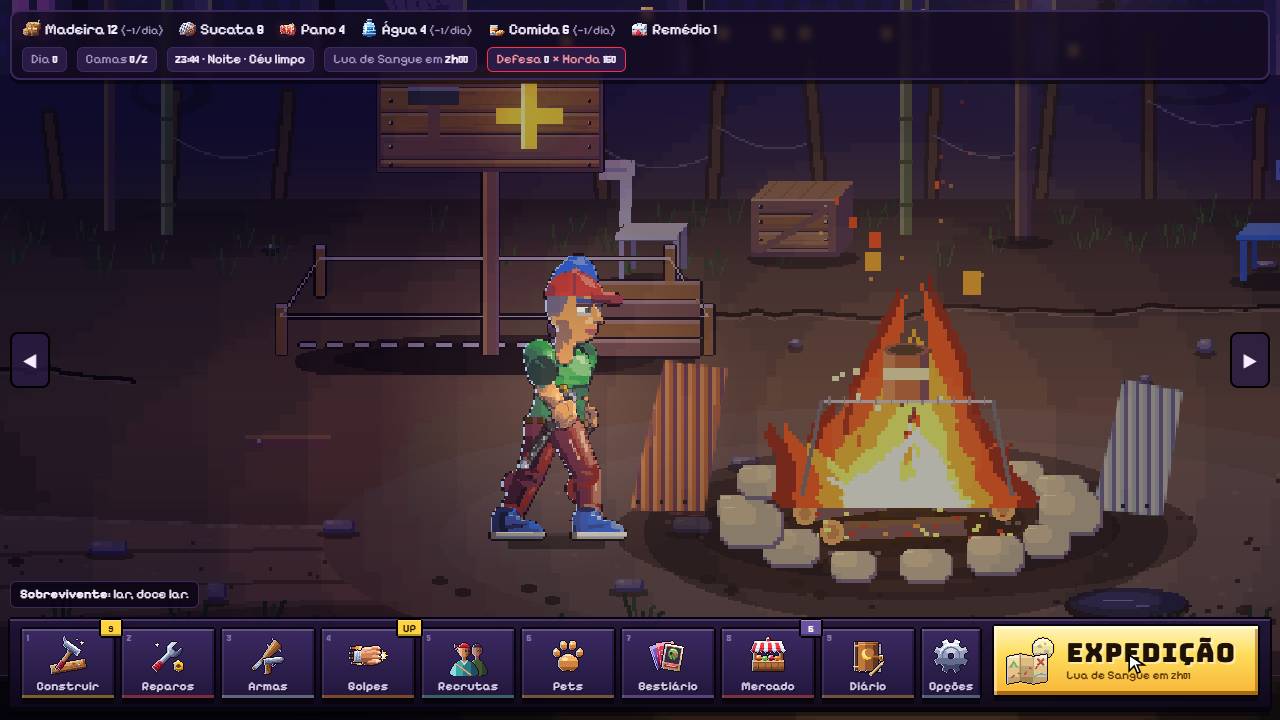 Madeira 12 (-1/dia) Sucata 8 Pano 4 Água 4 (-1/dia) Comida 6 (-1/dia) Remédio 1
Dia 0 Camas 0/2 23:44 · Noite · Céu limpo Lua de Sangue em 2h00 Defesa 0 × Horda 160
Sobrevivente: lar, doce lar.
9 UP 6
1 2 3 4 5 6 7 8 9
Construir Reparos Armas Golpes Recrutas Pets Bestiário Mercado Diário Opções
EXPEDIÇÃO
Lua de Sangue em 2h01